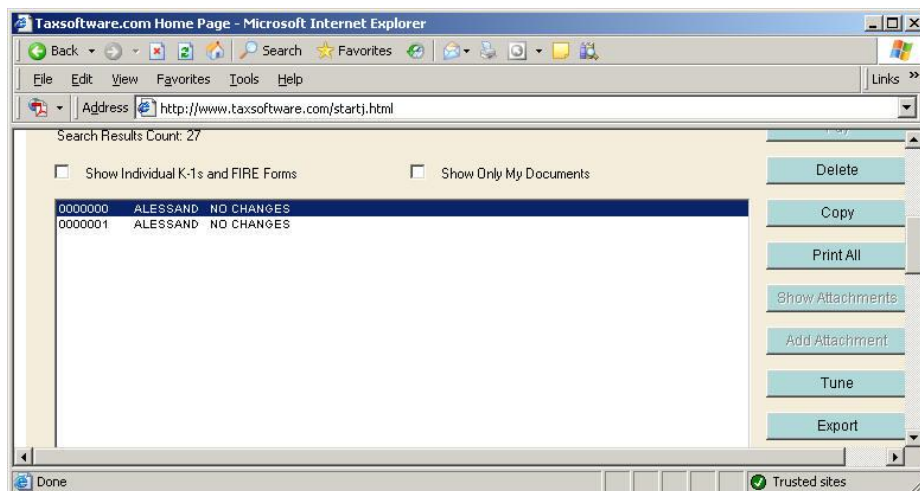 Taxsoftware.com Home Page - Microsoft Internet Explorer
Back Search Favorites
File Edit View Favorites Tools Help Links »
Address http://www.taxsoftware.com/startj.html
Search Results Count: 27
Show Individual K-1s and FIRE Forms Show Only My Documents
Delete
0000000 ALESSAND NO CHANGES
Copy
0000001 ALESSAND NO CHANGES
Print All
Show Attachments
Add Attachment
Tune
Export
Done Trusted sites